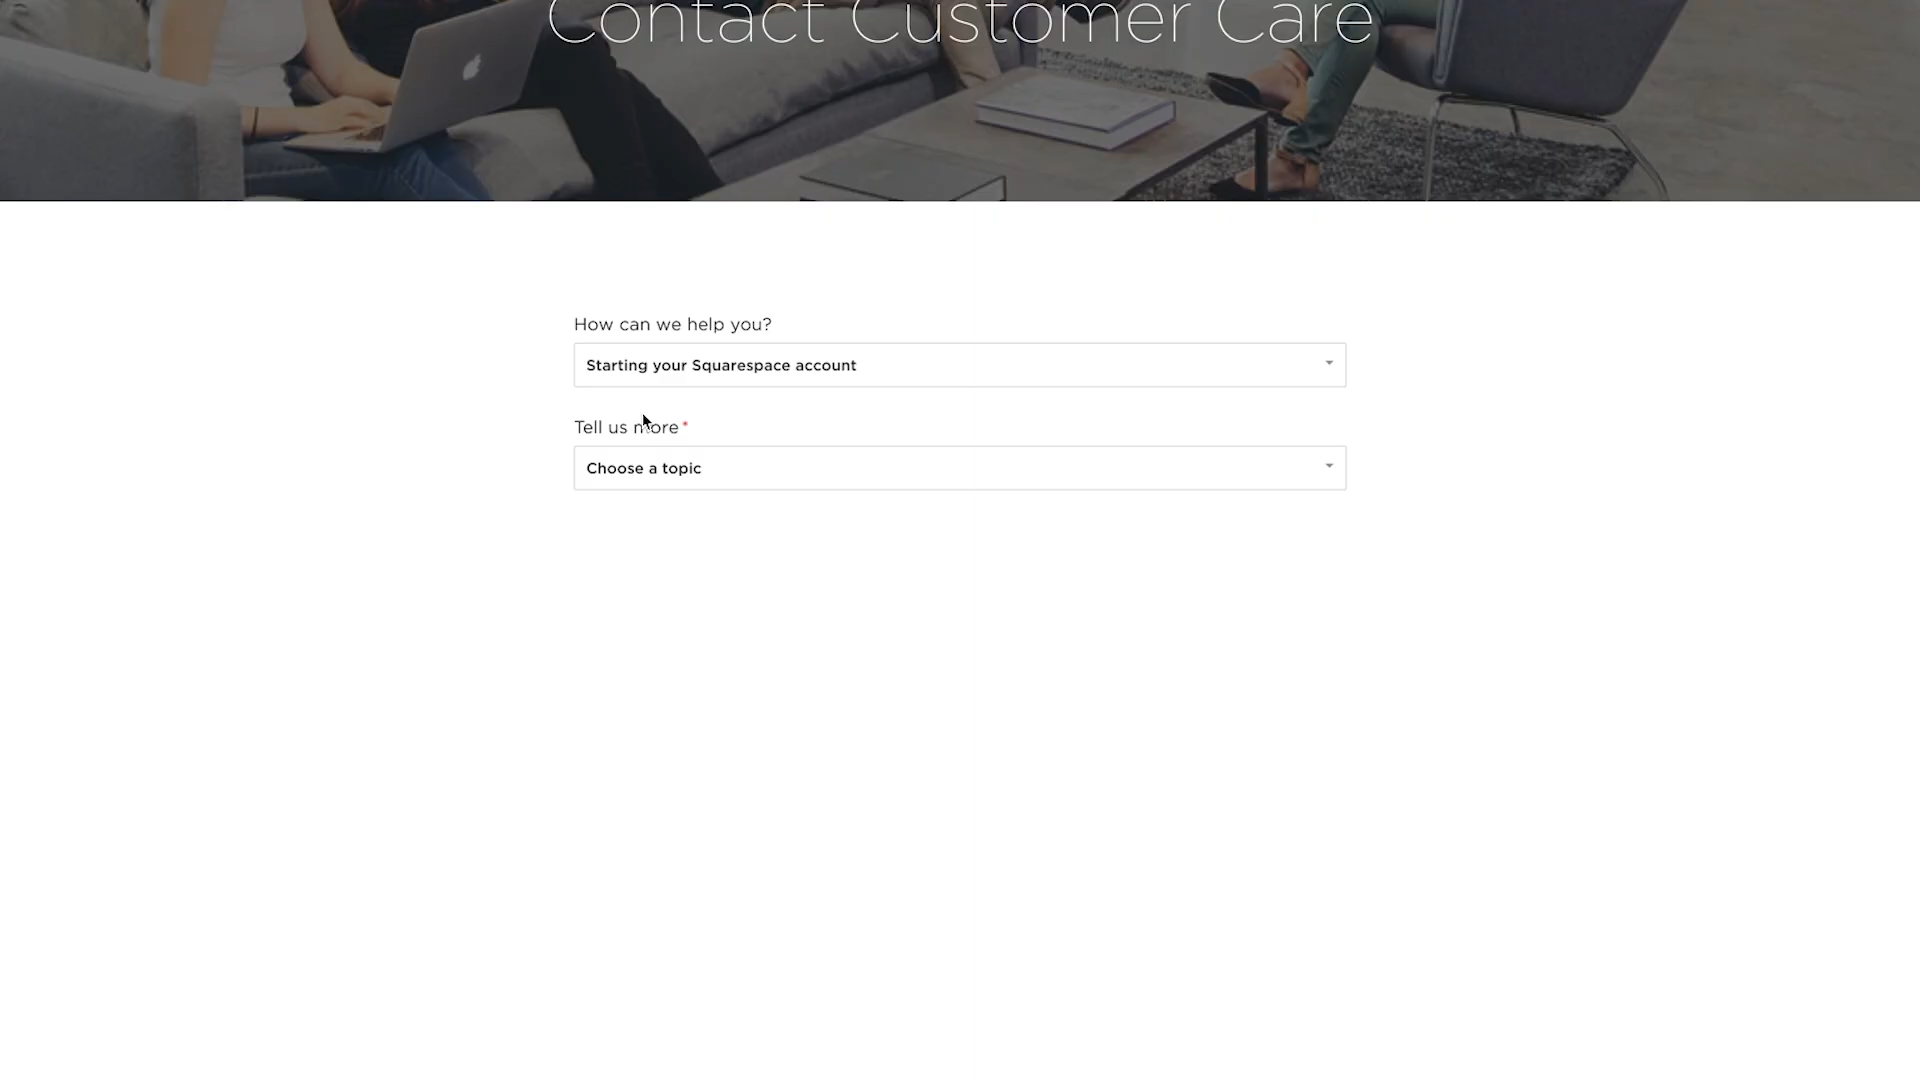 Contact Customer Care
How can we help you?
Starting your Squarespace account
Tell us more*
Choose a topic